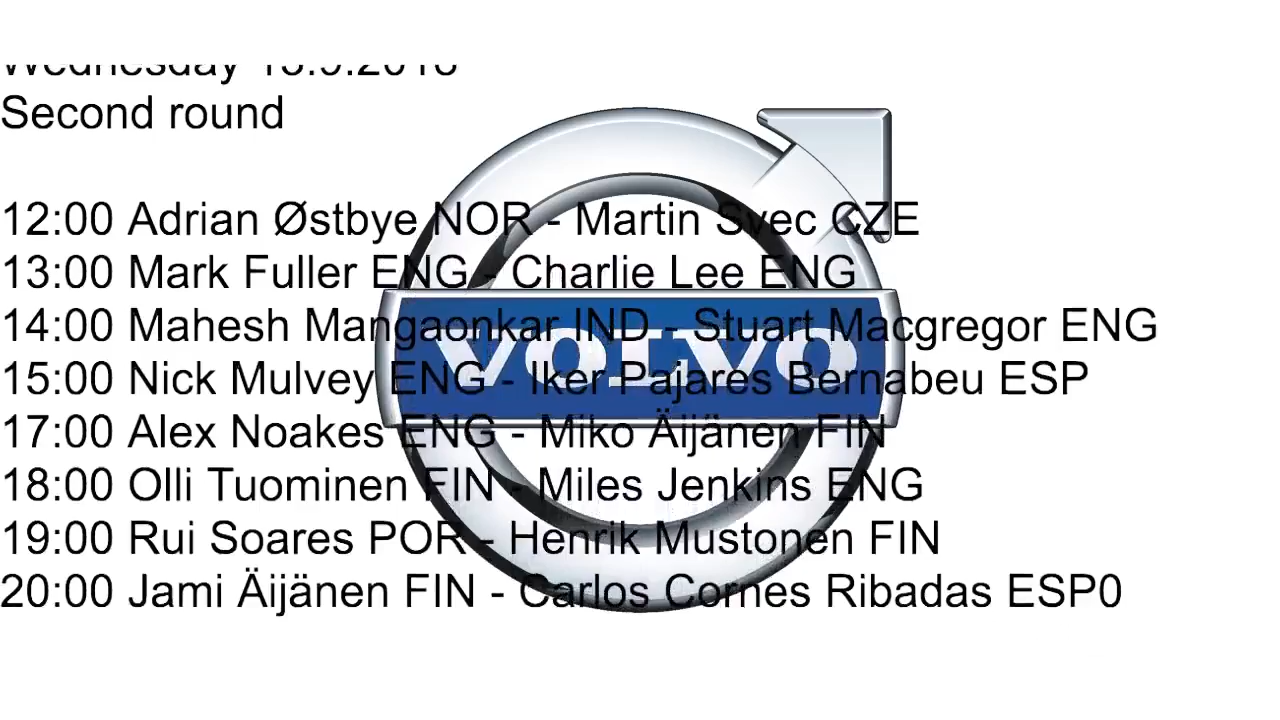 Wednesday
Second round
12:00 Adrian Østbye NOR - Martin Svec CZE
13:00 Mark Fuller ENG - Charlie Lee ENG
14:00 Mahesh Mangaonkar IND - Stuart Macgregor ENG
15:00 Nick Mulvey ENG - Iker Pajares Bernabeu ESP
17:00 Alex Noakes ENG - Miko Äijänen FIN
18:00 Olli Tuominen FIN - Miles Jenkins ENG
19:00 Rui Soares POR - Henrik Mustonen FIN
20:00 Jami Äijänen FIN - Carlos Cornes Ribadas ESP0
VOLVO